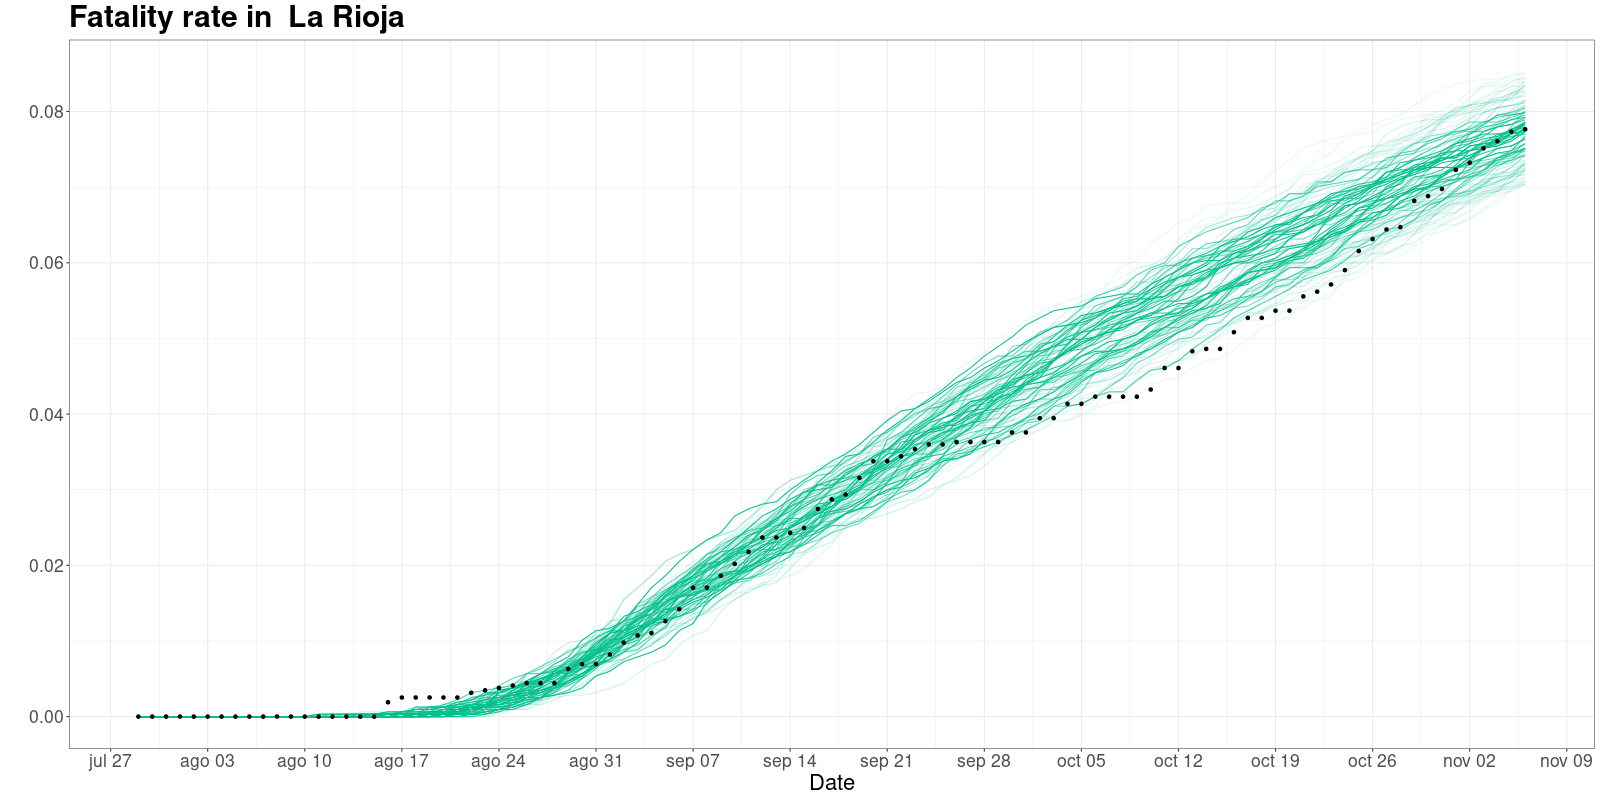 Fatality rate in  La Rioja
0.08
0.06
0.04
0.02
0.00
jul 27 ago 03 ago 10 ago 17 ago 24 ago 31 sep 07 sep 14 sep 21 sep 28 oct 05 oct 12 oct 19 oct 26 nov 02 nov 09
Date